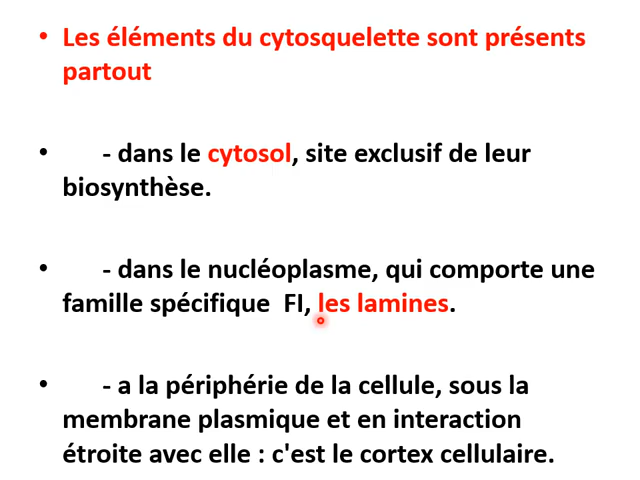 • Les éléments du cytosquelette sont présents
partout
• - dans le cytosol, site exclusif de leur
biosynthèse.
• - dans le nucléoplasme, qui comporte une
famille spécifique FI, les lamines.
• - a la périphérie de la cellule, sous la
membrane plasmique et en interaction
étroite avec elle : c'est le cortex cellulaire.